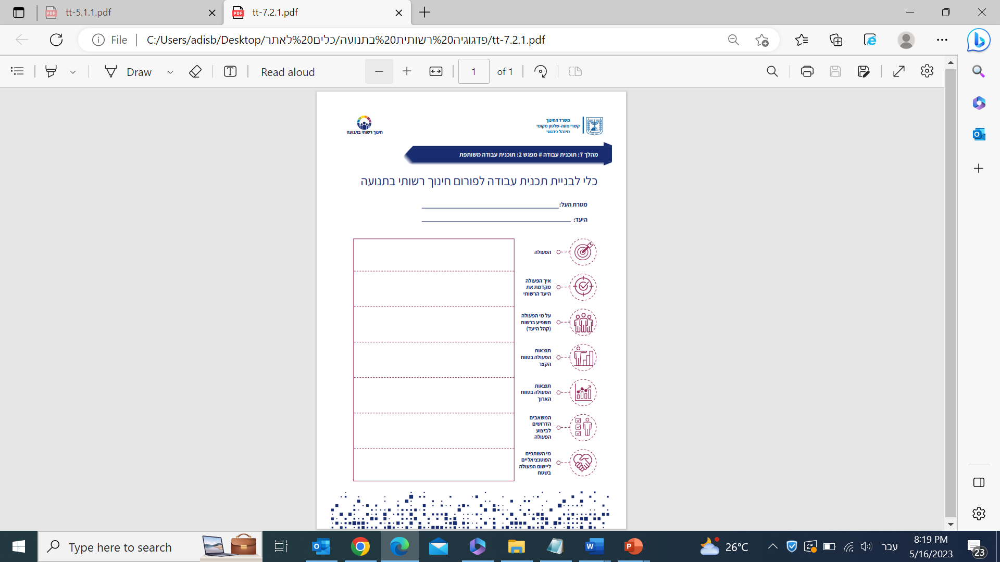 tt-5.1.1.pdf
tt-7.2.1.pdf
File
C:/Users/adisb/Desktop/פדגוגיה%20רשותית%20בתנועה/כלים%20לאתר/tt-7.2.1.pdf
Draw
Read aloud
1
of 1
חינוך רשותי בתנועה
משרד החינוך
קשרי מטה-שלטון מקומי
מינהל פדגוגי
מהלך 7: תוכנית עבודה # מפגש 2: תוכנית עבודה משותפת
כלי לבניית תכנית עבודה לפורום חינוך רשותי בתנועה
מטרת העל:
היעד:
הפעולה
איך הפעולה
מקדמת את
היעד הרשותי
על מי הפעולה
תשפיע ברשות
(קהל היעד)
תוצאות
הפעולה בטווח
הקצר
תוצאות
הפעולה בטווח
הארוך
המשאבים
הדרושים
לביצוע
הפעולה
מי השותפים
הפוטנציאליים
ליישום הפעולה
בשטח
Type here to search
26°C
עבר
8:19 PM
5/16/2023
23